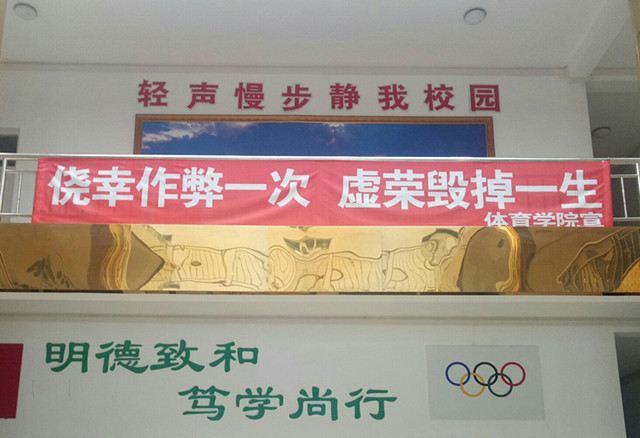 轻声慢步静我校园
侥幸作弊一次 虚荣毁掉一生
体育学院宣
明德致和
笃学尚行